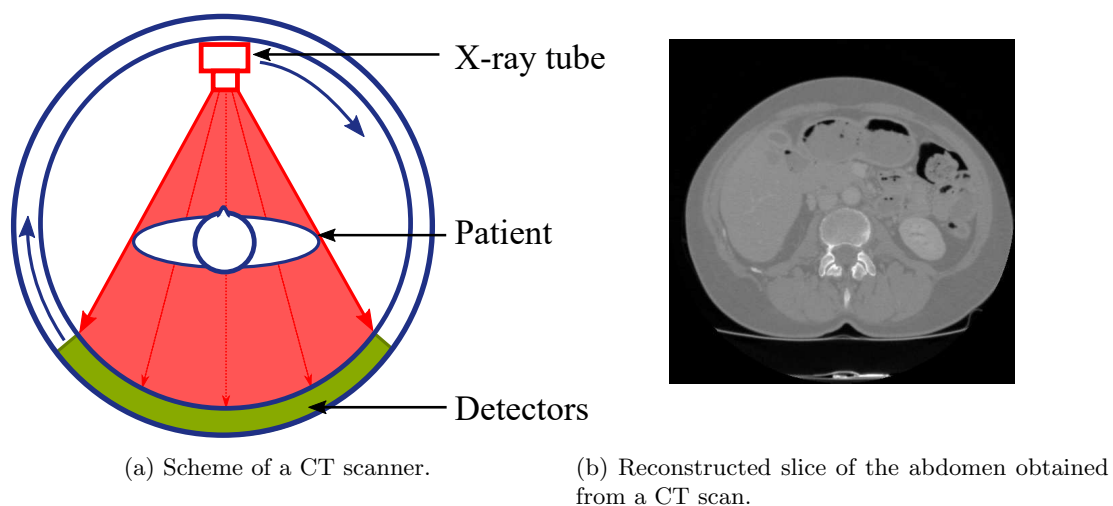 X-ray tube
Patient
Detectors
(a) Scheme of a CT scanner.
(b) Reconstructed slice of the abdomen obtained
from a CT scan.